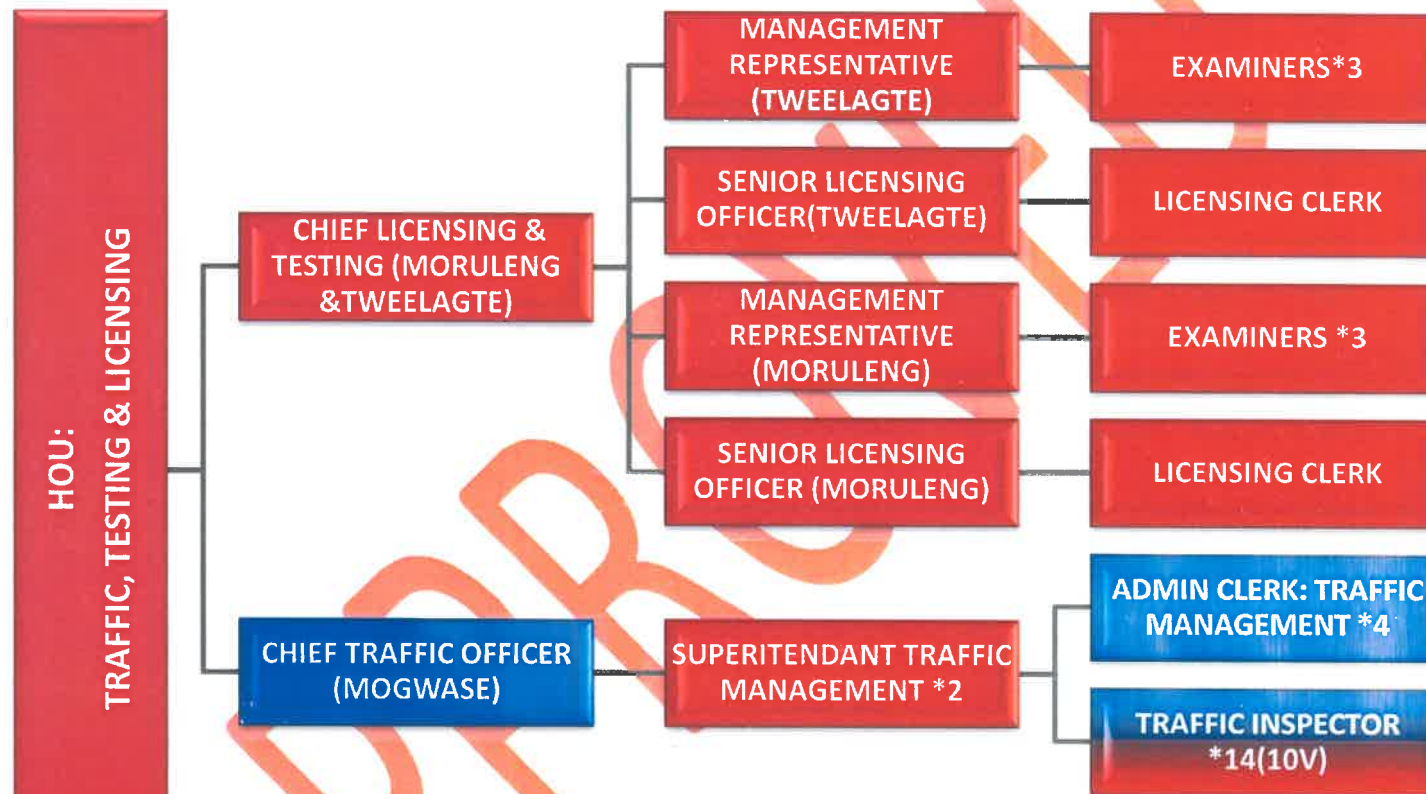 HOU:
TRAFFIC, TESTING & LICENSING
CHIEF LICENSING &
TESTING (MORULENG
&TWEELAGTE)
MANAGEMENT
REPRESENTATIVE
(TWEELAGTE)
EXAMINERS*3
SENIOR LICENSING
OFFICER(TWEELAGTE)
LICENSING CLERK
MANAGEMENT
REPRESENTATIVE
(MORULENG)
EXAMINERS *3
SENIOR LICENSING
OFFICER (MORULENG)
LICENSING CLERK
CHIEF TRAFFIC OFFICER
(MOGWASE)
SUPERITENDANT TRAFFIC
MANAGEMENT *2
ADMIN CLERK: TRAFFIC
MANAGEMENT *4
TRAFFIC INSPECTOR
*14(10V)